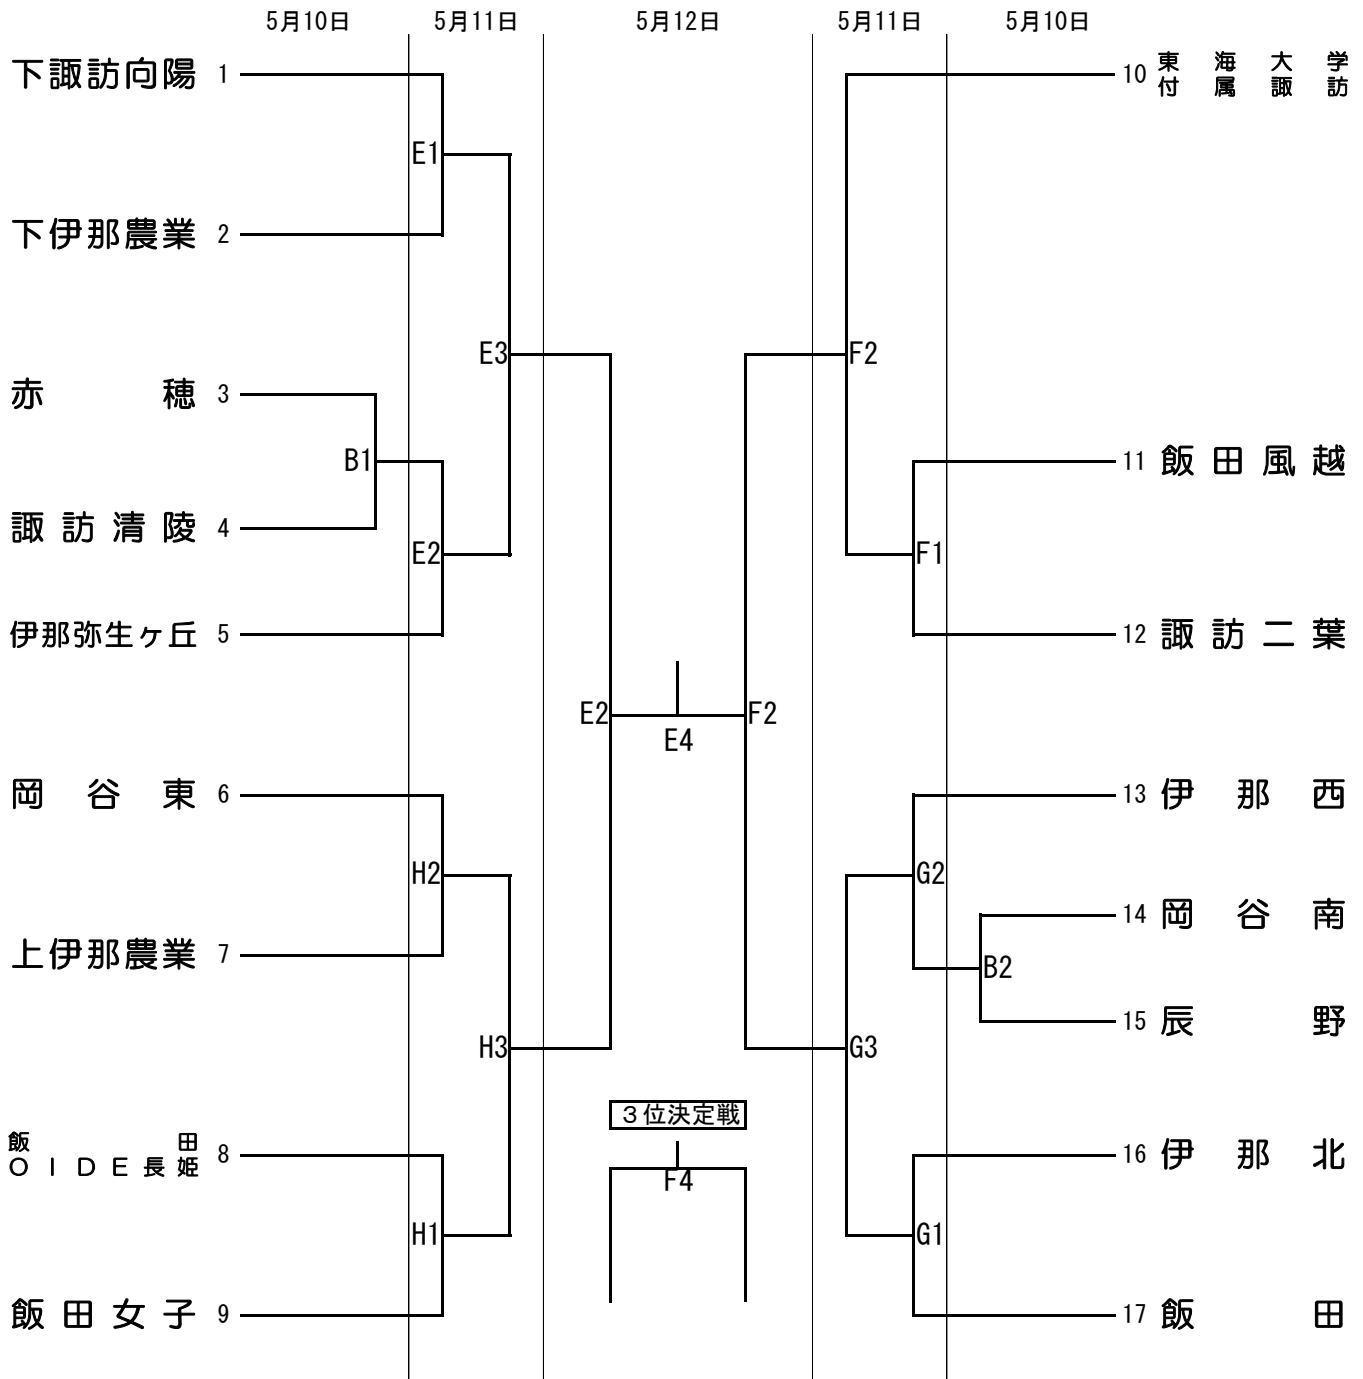 5月10日 5月11日 5月12日 5月11日 5月10日
下諏訪向陽 1
10 東海大学
付属諏訪
E1
下伊那農業 2
E3
F2
赤穂 3
B1
11 飯田風越
諏訪清陵 4
E2
F1
伊那弥生ヶ丘 5
12 諏訪二葉
E2
F2
E4
岡谷東 6
13 伊那西
H2
G2
14 岡谷南
上伊那農業 7
B2
15 辰野
H3
G3
3位決定戦
飯田
OIDE長姫 8
16 伊那北
F4
H1
G1
飯田女子 9
17 飯田